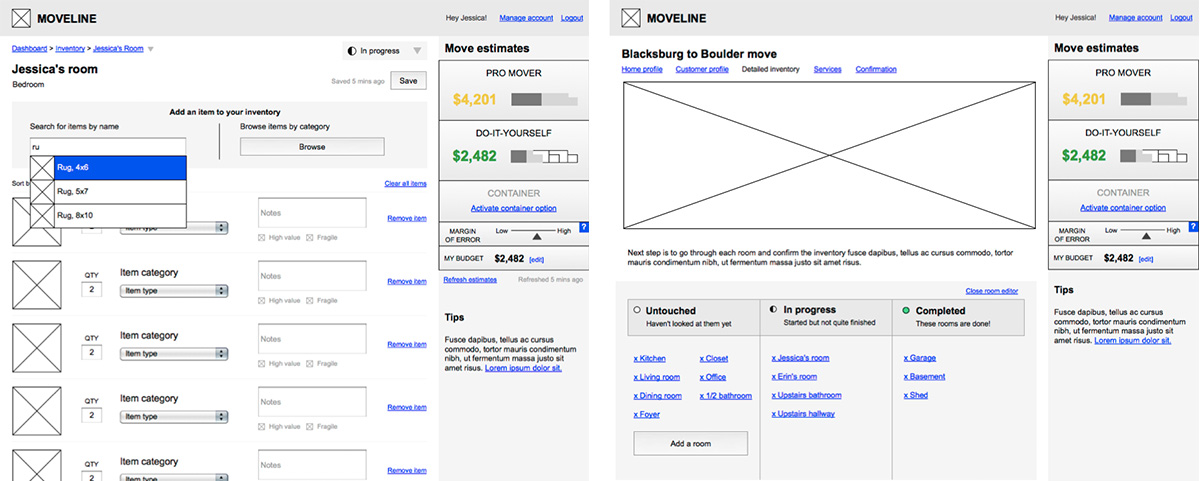 MOVELINE
Hey Jessica! Manage account Logout
Dashboard > Inventory > Jessica's Room
In progress
Jessica's room
Bedroom
Saved 5 mins ago
Save
Add an item to your inventory
Search for items by name
ru
Rug, 4x6
Rug, 5x7
Rug, 8x10
Browse items by category
Browse
Sort b
Clear all items
2
Item type
Notes
High value Fragile
Remove item
QTY
2
Item category
Item type
Notes
High value Fragile
Remove item
QTY
2
Item category
Item type
Notes
High value Fragile
Remove item
QTY
2
Item category
Item type
Notes
High value Fragile
Remove item
QTY
2
Item category
Item type
Notes
Remove item
Move estimates
PRO MOVER
$4,201
DO-IT-YOURSELF
$2,482
CONTAINER
Activate container option
?
MARGIN
OF ERROR
Low High
MY BUDGET $2,482 [edit]
Refresh estimates Refreshed 5 mins ago
Tips
Fusce dapibus, tellus ac cursus
commodo, tortor mauris condimentum
nibh, ut fermentum massa justo sit
amet risus. Lorem ipsum dolor sit.
MOVELINE
Hey Jessica! Manage account Logout
Blacksburg to Boulder move
Home profile Customer profile Detailed inventory Services Confirmation
Next step is to go through each room and confirm the inventory fusce dapibus, tellus ac cursus commodo, tortor
mauris condimentum nibh, ut fermentum massa justo sit amet risus.
Close room editor
Untouched
Haven't looked at them yet
In progress
Started but not quite finished
Completed
These rooms are done!
x Kitchen
x Living room
x Dining room
x Foyer
x Closet
x Office
x 1/2 bathroom
Add a room
x Jessica's room
x Erin's room
x Upstairs bathroom
x Upstairs hallway
x Garage
x Basement
x Shed
Move estimates
PRO MOVER
$4,201
DO-IT-YOURSELF
$2,482
CONTAINER
Activate container option
?
MARGIN
OF ERROR
Low High
MY BUDGET $2,482 [edit]
Tips
Fusce dapibus, tellus ac cursus
commodo, tortor mauris condimentum
nibh, ut fermentum massa justo sit
amet risus. Lorem ipsum dolor sit.